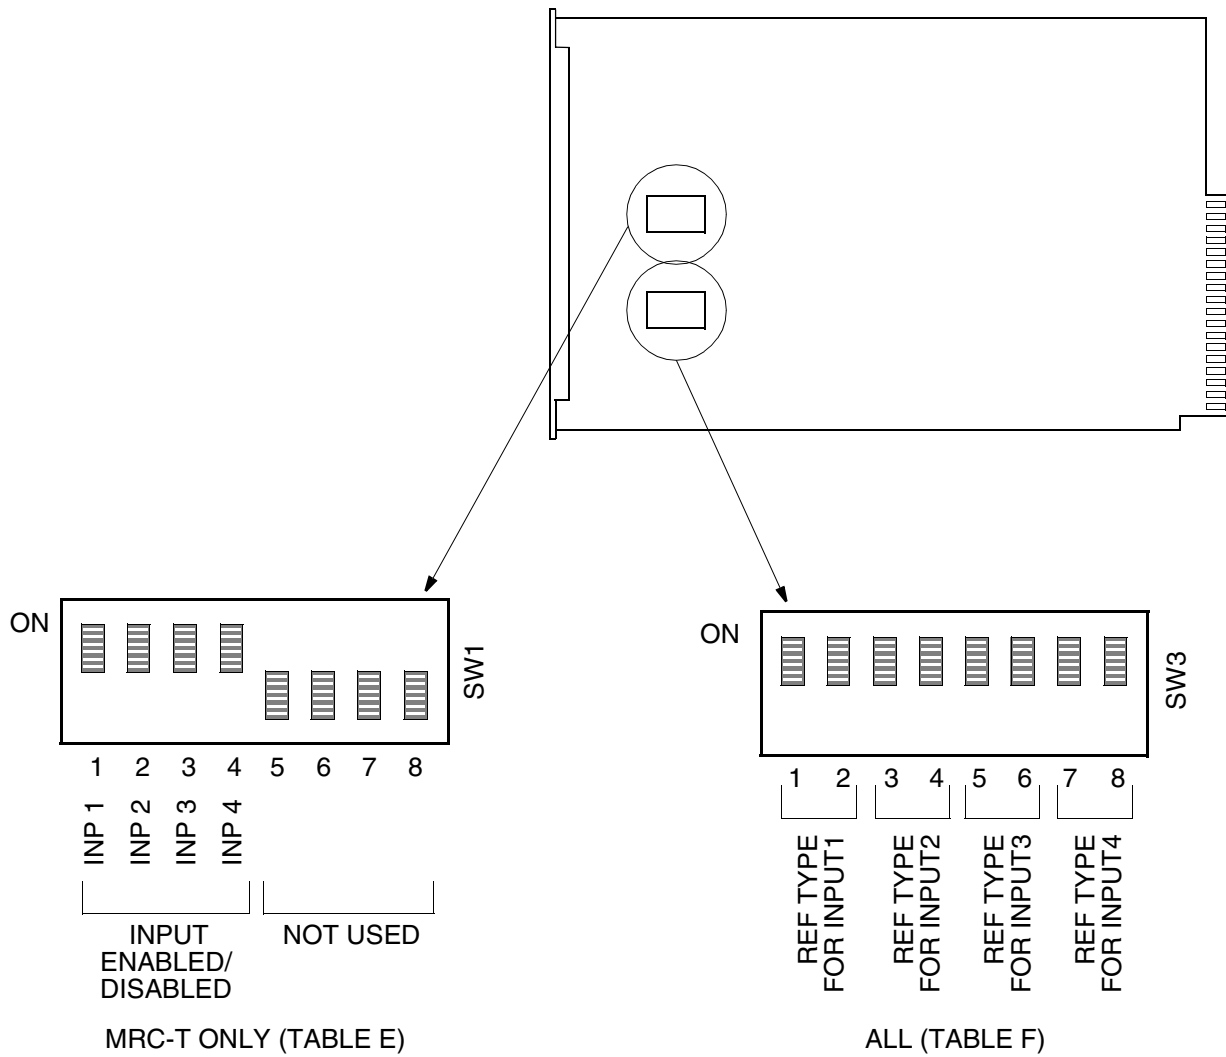 ON
SW1
1 2 3 4 5 6 7 8
INP 1
INP 2
INP 3
INP 4
INPUT
ENABLED/
DISABLED
NOT USED
MRC-T ONLY (TABLE E)
ON
SW3
1 2 3 4 5 6 7 8
REF TYPE
FOR INPUT1
REF TYPE
FOR INPUT2
REF TYPE
FOR INPUT3
REF TYPE
FOR INPUT4
ALL (TABLE F)